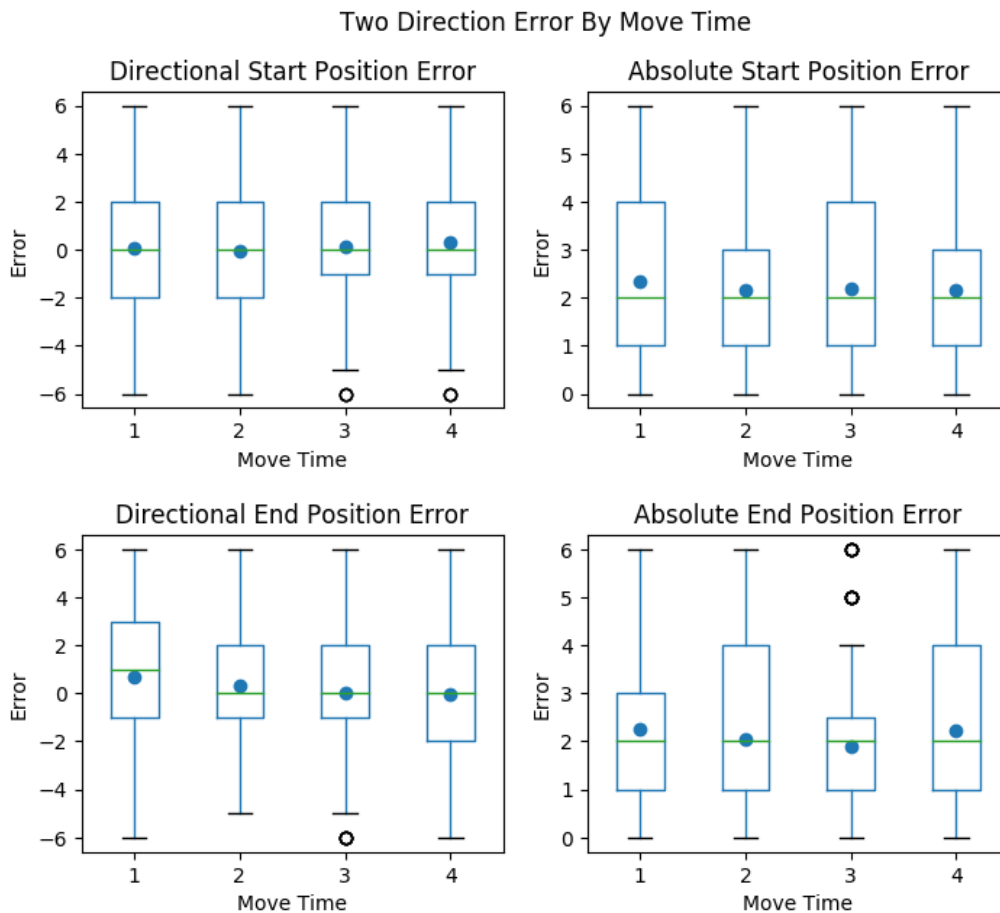 Two Direction Error By Move Time
Directional Start Position Error
Error
6
4
2
0
−2
−4
−6
1 2 3 4
Move Time
Absolute Start Position Error
Error
6
5
4
3
2
1
0
1 2 3 4
Move Time
Directional End Position Error
Error
6
4
2
0
−2
−4
−6
1 2 3 4
Move Time
Absolute End Position Error
Error
6
5
4
3
2
1
0
1 2 3 4
Move Time